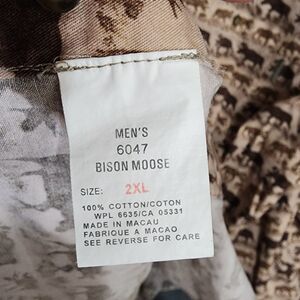 MEN'S
6047
BISON MOOSE
SIZE: 2XL
100% COTTON/COTON
WPL 6635/CA 05331
MADE IN MACAU
FABRIQUE A MACAO
SEE REVERSE FOR CARE